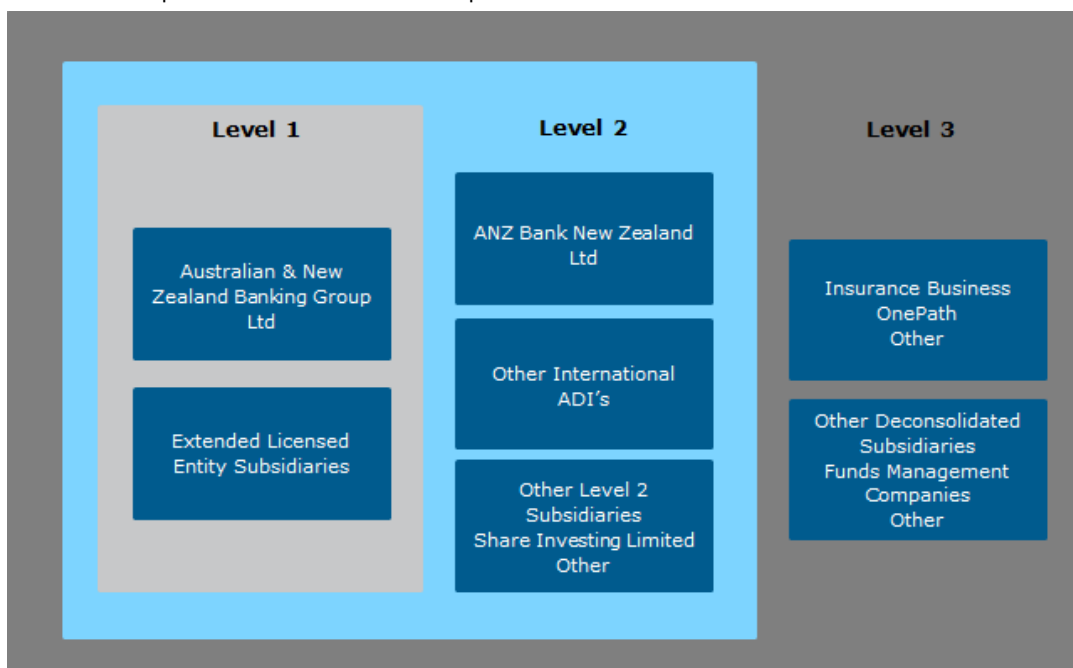 Level 1
Australian & New
Zealand Banking Group
Ltd
Extended Licensed
Entity Subsidiaries
Level 2
ANZ Bank New Zealand
Ltd
Other International
ADI’s
Other Level 2
Subsidiaries
Share Investing Limited
Other
Level 3
Insurance Business
OnePath
Other
Other Deconsolidated
Subsidiaries
Funds Management
Companies
Other